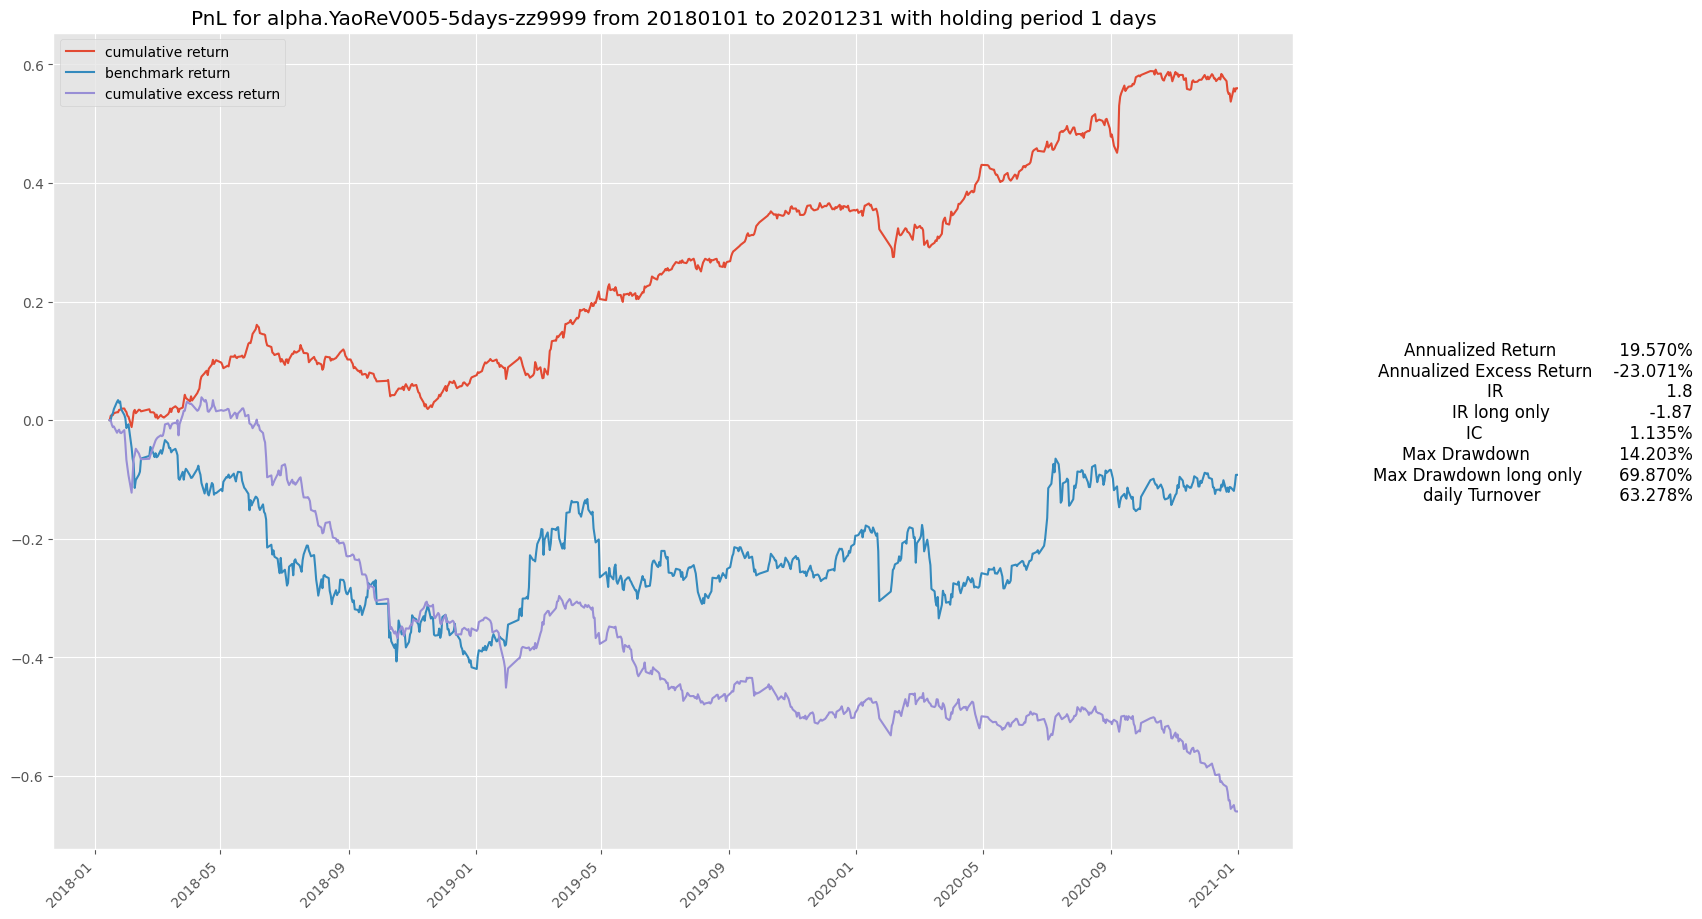 PnL for alpha.YaoReV005-5days-zz9999 from 20180101 to 20201231 with holding period 1 days
cumulative return
benchmark return
cumulative excess return
0.6
0.4
0.2
0.0
−0.2
−0.4
−0.6
2018-01
2018-05
2018-09
2019-01
2019-05
2019-09
2020-01
2020-05
2020-09
2021-01
Annualized Return 19.570%
Annualized Excess Return -23.071%
IR 1.8
IR long only -1.87
IC 1.135%
Max Drawdown 14.203%
Max Drawdown long only 69.870%
daily Turnover 63.278%